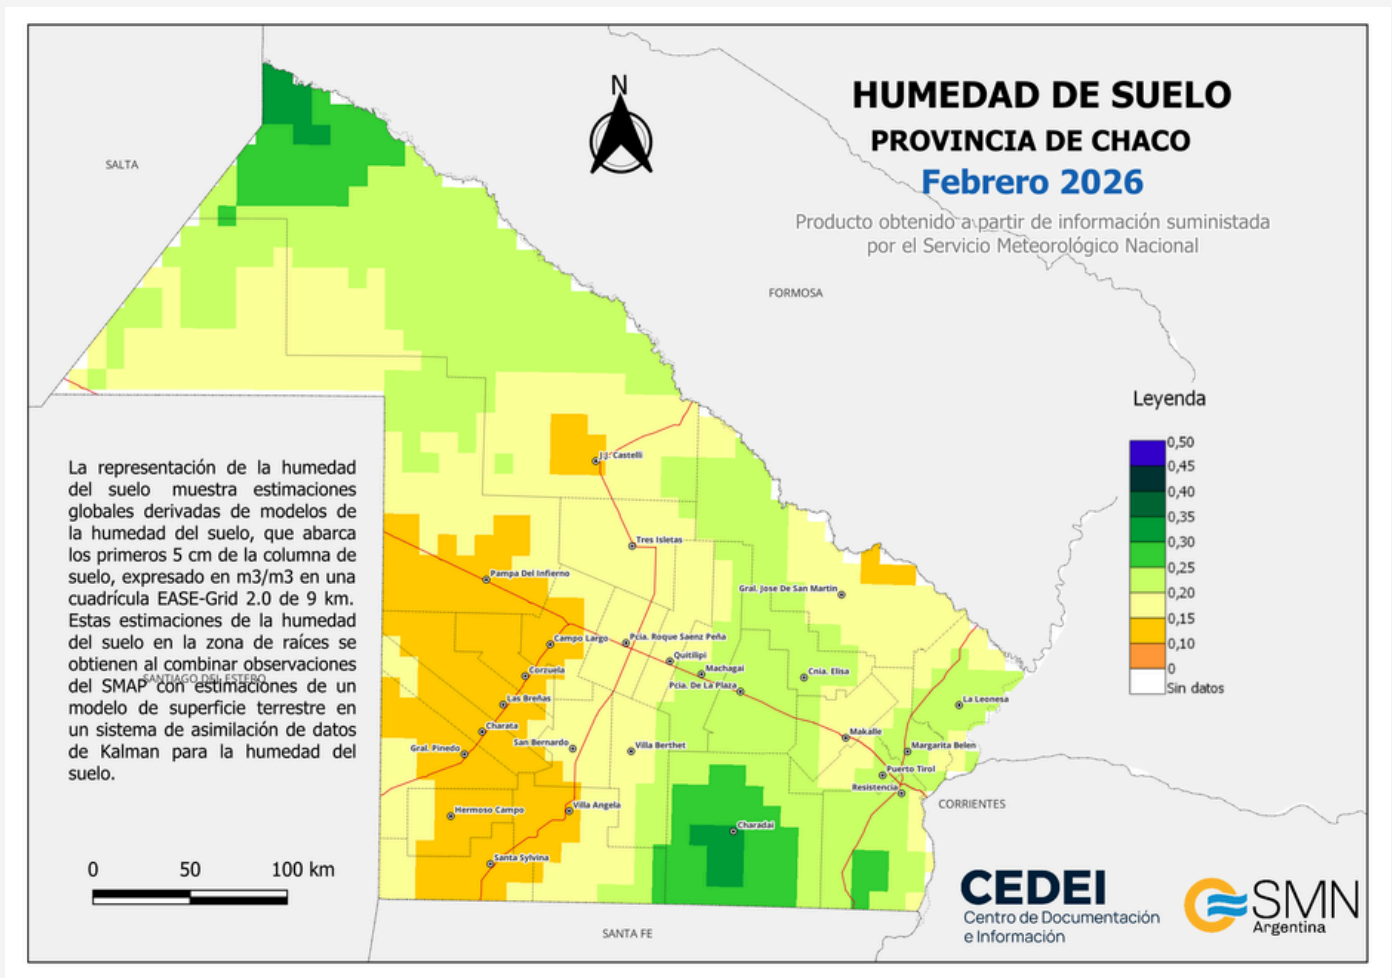 HUMEDAD DE SUELO
PROVINCIA DE CHACO
Febrero 2026
Producto obtenido a partir de información suministada
por el Servicio Meteorológico Nacional
N
SALTA
FORMOSA
Leyenda
0,50
0,45
0,40
0,35
0,30
0,25
0,20
0,15
0,10
0
Sin datos
La representación de la humedad
del suelo muestra estimaciones
globales derivadas de modelos de
la humedad del suelo, que abarca
los primeros 5 cm de la columna de
suelo, expresado en m3/m3 en una
cuadrícula EASE-Grid 2.0 de 9 km.
Estas estimaciones de la humedad
del suelo en la zona de raíces se
obtienen al combinar observaciones
del SMAP con estimaciones de un
modelo de superficie terrestre en
un sistema de asimilación de datos
de Kalman para la humedad del
suelo.
SANTIAGO DEL ESTERO
J.J. Castelli
Tres Isletas
Pampa Del Infierno
Gral. Jose De San Martin
Campo Largo
Pcia. Roque Saenz Peña
Quitilipi
Machagai
Corzuela
Cnia. Elisa
Pcia. De La Plaza
Las Breñas
La Leonesa
Charata
Makalle
San Bernardo
Villa Berthet
Gral. Pinedo
Margarita Belen
Puerto Tirol
Resistencia
Hermoso Campo
Villa Angela
CORRIENTES
Charadai
Santa Sylvina
0 50 100 km
SANTA FE
CEDEI
Centro de Documentación
e Información
SMN
Argentina